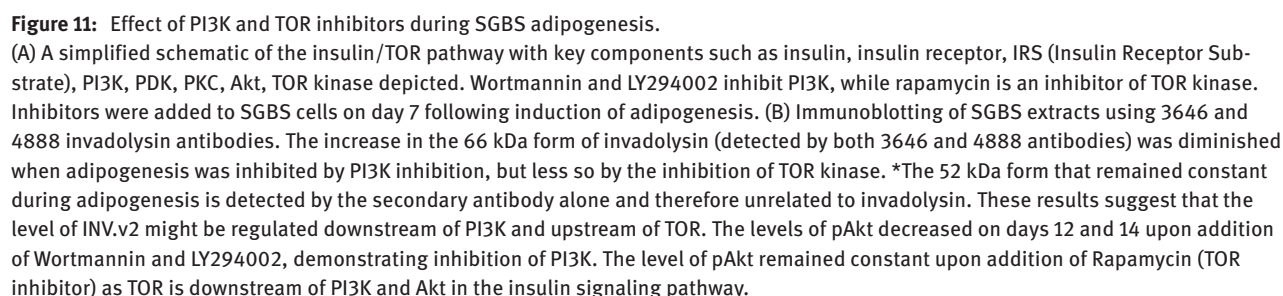 Figure 11: Effect of PI3K and TOR inhibitors during SGBS adipogenesis.
(A) A simplified schematic of the insulin/TOR pathway with key components such as insulin, insulin receptor, IRS (Insulin Receptor Sub-
strate), PI3K, PDK, PKC, Akt, TOR kinase depicted. Wortmannin and LY294002 inhibit PI3K, while rapamycin is an inhibitor of TOR kinase.
Inhibitors were added to SGBS cells on day 7 following induction of adipogenesis. (B) Immunoblotting of SGBS extracts using 3646 and
4888 invadolysin antibodies. The increase in the 66 kDa form of invadolysin (detected by both 3646 and 4888 antibodies) was diminished
when adipogenesis was inhibited by PI3K inhibition, but less so by the inhibition of TOR kinase. *The 52 kDa form that remained constant
during adipogenesis is detected by the secondary antibody alone and therefore unrelated to invadolysin. These results suggest that the
level of INV.v2 might be regulated downstream of PI3K and upstream of TOR. The levels of pAkt decreased on days 12 and 14 upon addition
of Wortmannin and LY294002, demonstrating inhibition of PI3K. The level of pAkt remained constant upon addition of Rapamycin (TOR
inhibitor) as TOR is downstream of PI3K and Akt in the insulin signaling pathway.